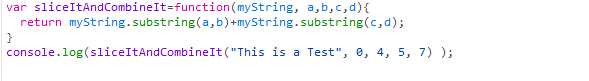 var sliceItAndCombineIt=function(myString, a,b,c,d){
  return myString.substring(a,b)+myString.substring(c,d);
}
console.log(sliceItAndCombineIt("This is a Test", 0, 4, 5, 7) );